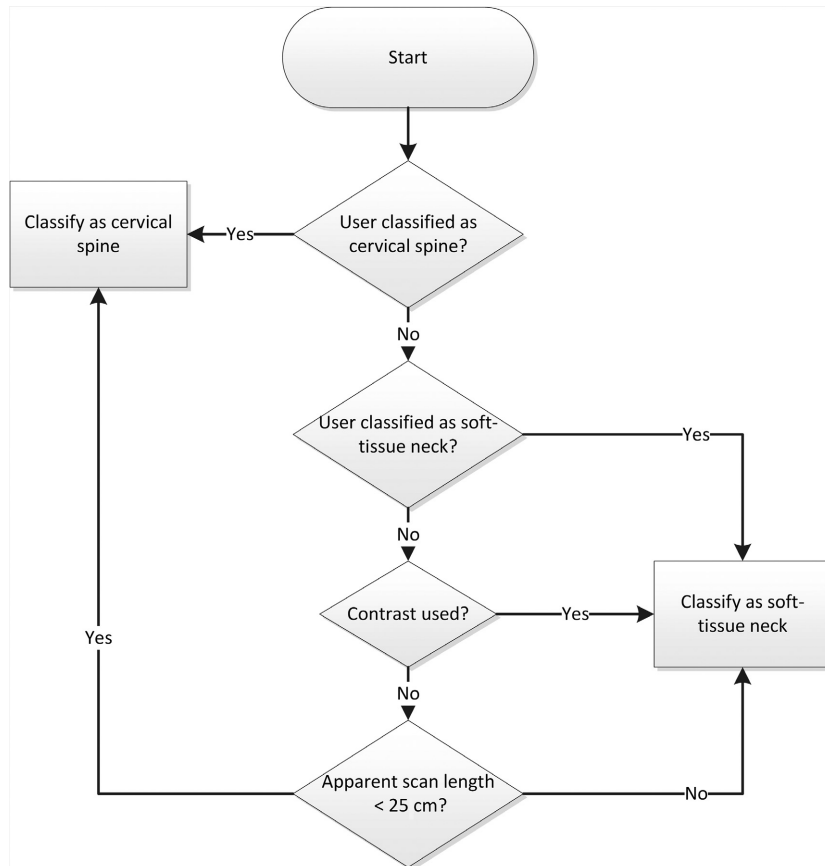 Start
User classified as
cervical spine?
Yes
Classify as cervical
spine
No
User classified as soft-
tissue neck?
Yes
No
Contrast used?
Yes
Classify as soft-
tissue neck
Yes
No
Apparent scan length
< 25 cm?
No